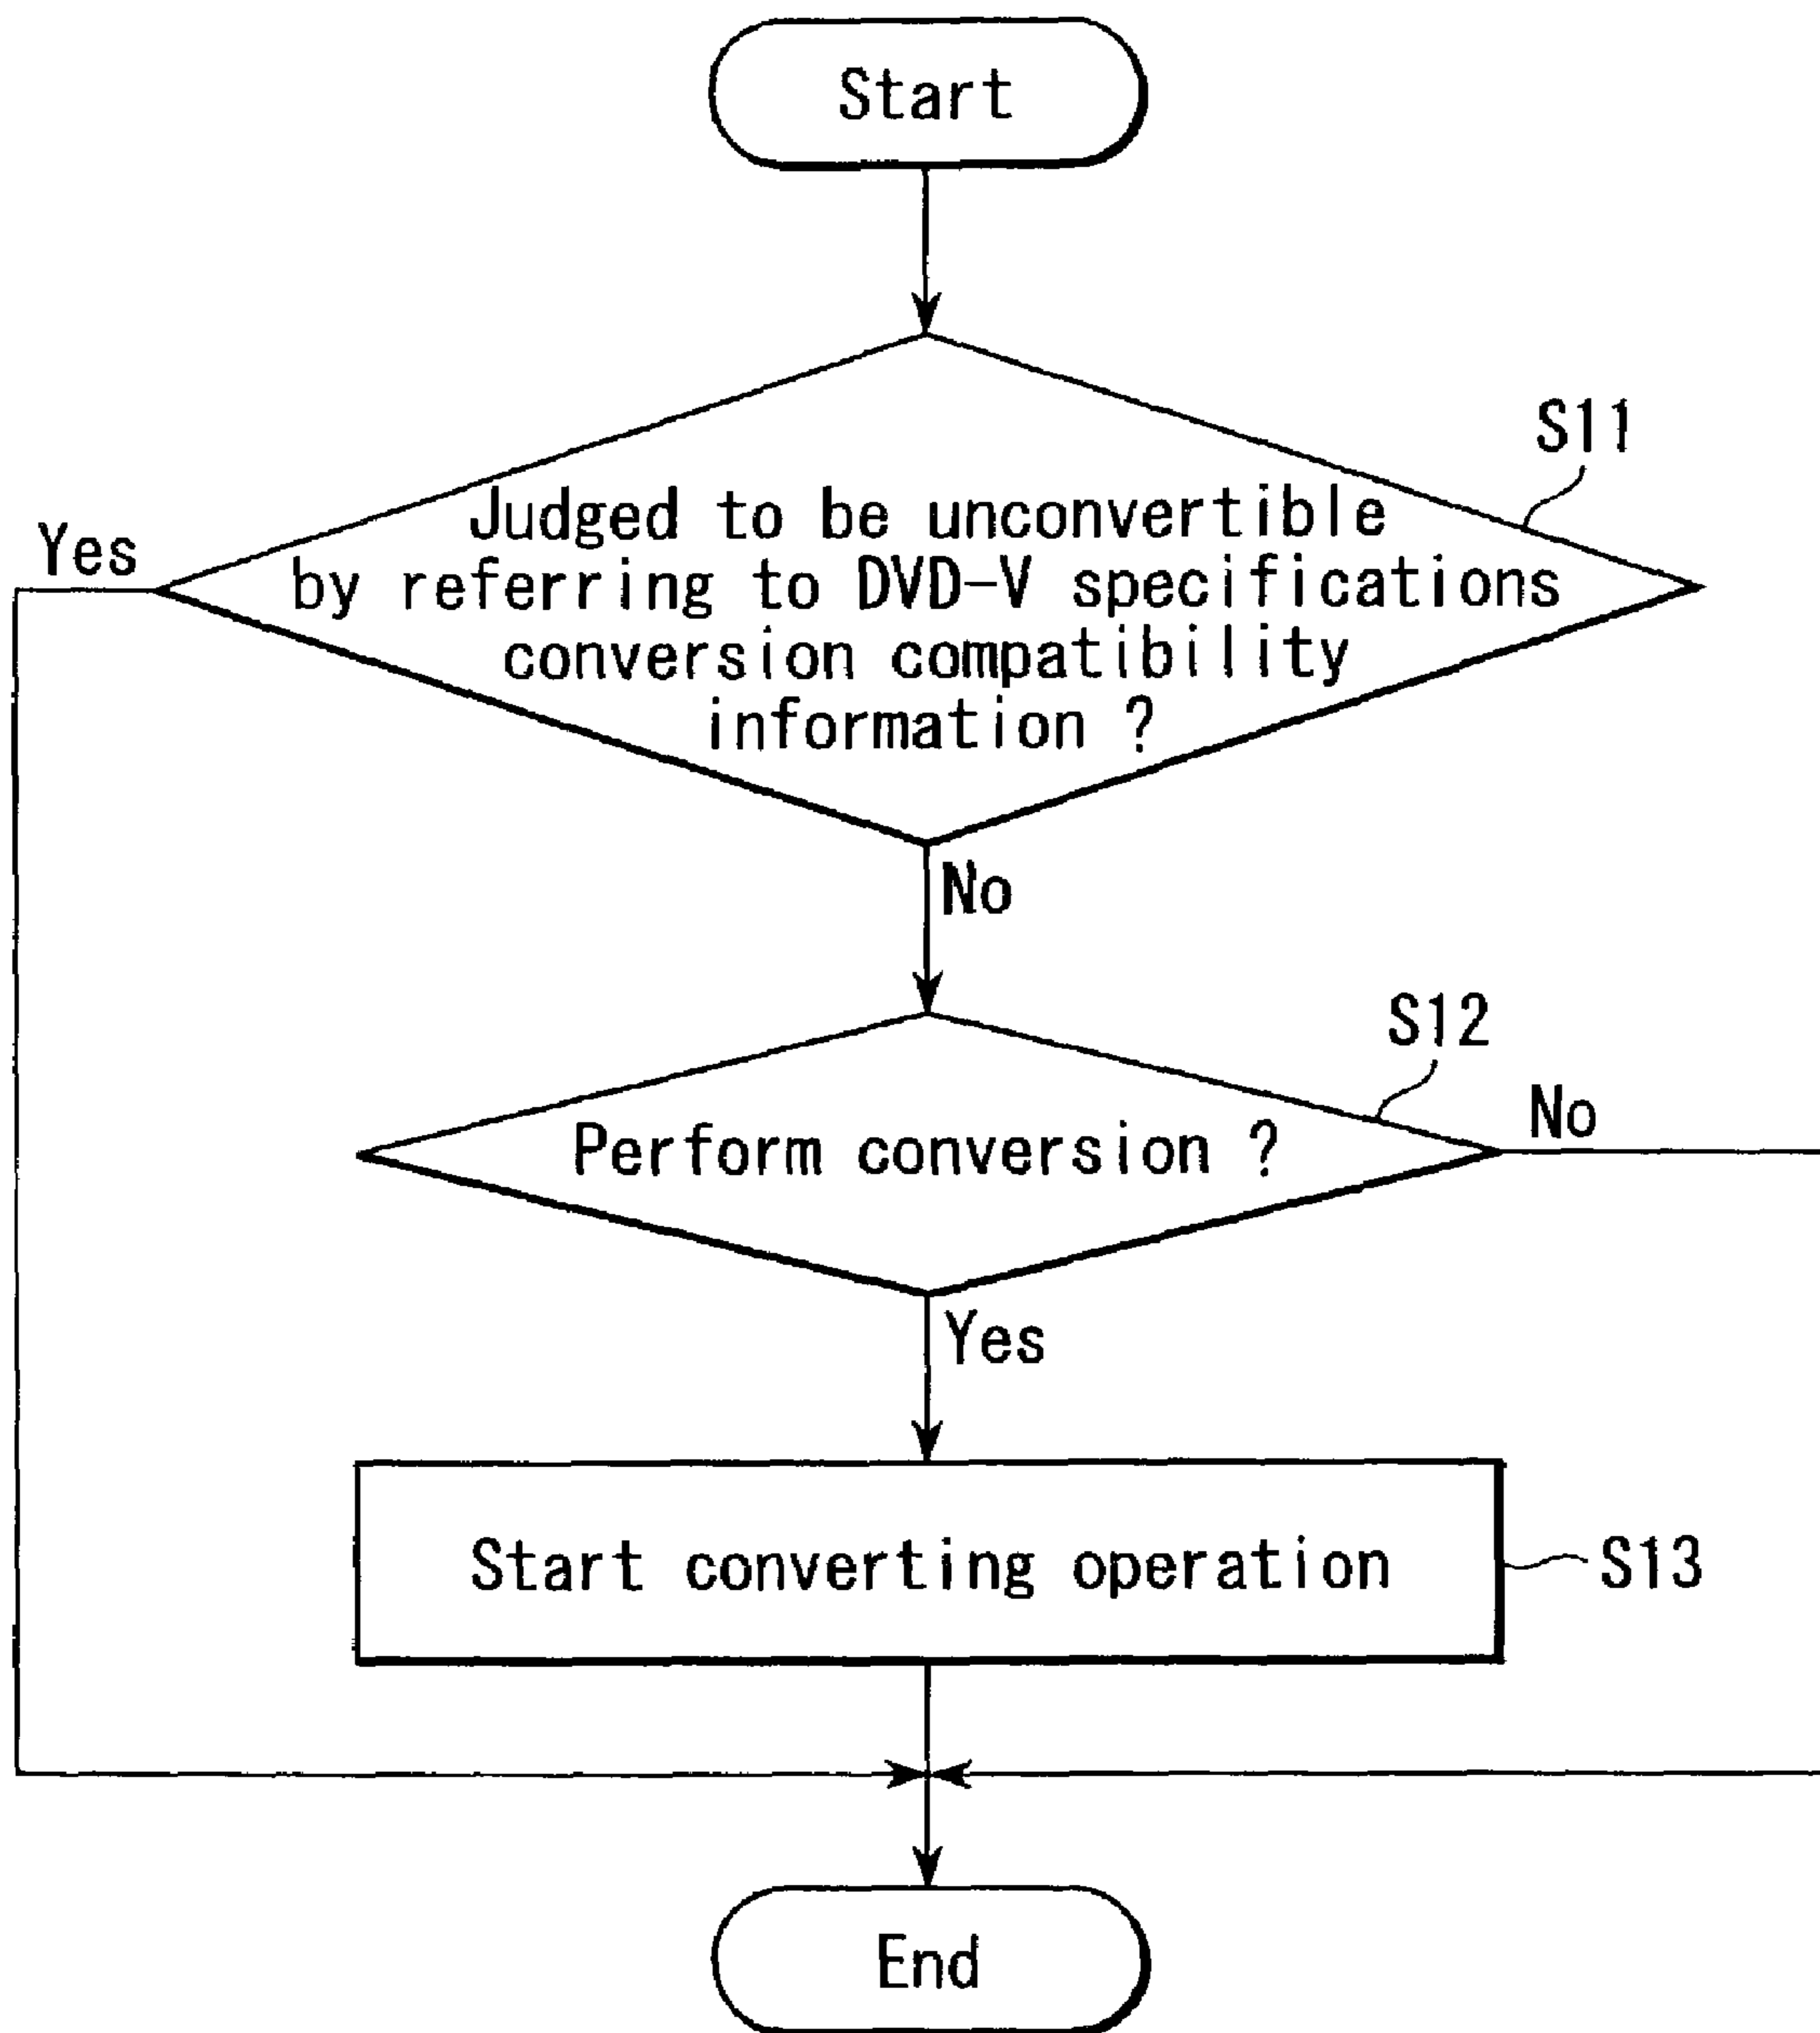 Start
S11
Yes
Judged to be unconvertible
by referring to DVD-V specifications
conversion compatibility
information ?
No
S12
No
Perform conversion ?
Yes
Start converting operation
S13
End